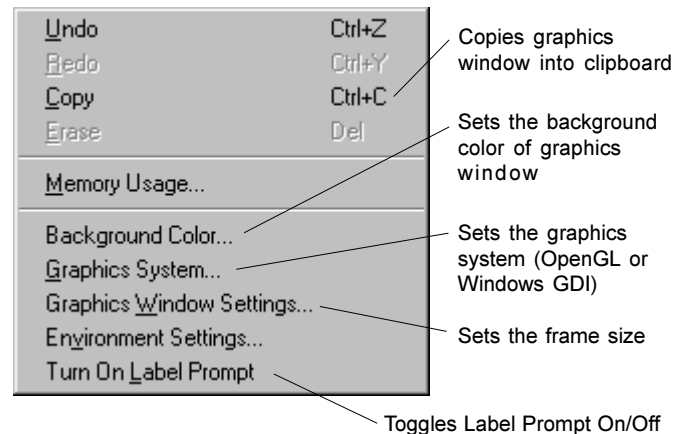 Undo Ctrl+Z
Redo Ctrl+Y
Copy Ctrl+C
Erase Del
Memory Usage...
Background Color...
Graphics System...
Graphics Window Settings...
Environment Settings...
Turn On Label Prompt
Copies graphics
window into clipboard
Sets the background
color of graphics
window
Sets the graphics
system (OpenGL or
Windows GDI)
Sets the frame size
Toggles Label Prompt On/Off